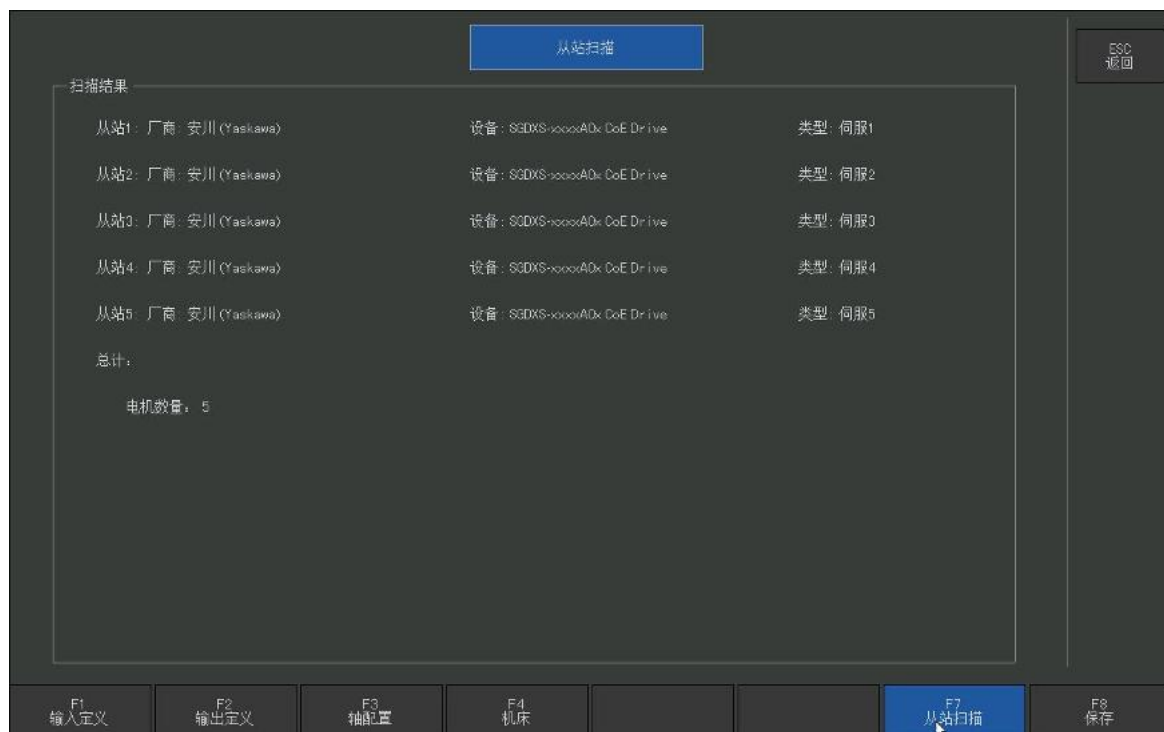 从站扫描
ESC
返回
扫描结果
从站1: 厂商: 安川(Yaskawa) 设备: SGDXS-xxxxA0x CoE Drive 类型: 伺服1
从站2: 厂商: 安川(Yaskawa) 设备: SGDXS-xxxxA0x CoE Drive 类型: 伺服2
从站3: 厂商: 安川(Yaskawa) 设备: SGDXS-xxxxA0x CoE Drive 类型: 伺服3
从站4: 厂商: 安川(Yaskawa) 设备: SGDXS-xxxxA0x CoE Drive 类型: 伺服4
从站5: 厂商: 安川(Yaskawa) 设备: SGDXS-xxxxA0x CoE Drive 类型: 伺服5
总计:
电机数量: 5
F1
输入定义
F2
输出定义
F3
轴配置
F4
机床
F7
从站扫描
F8
保存